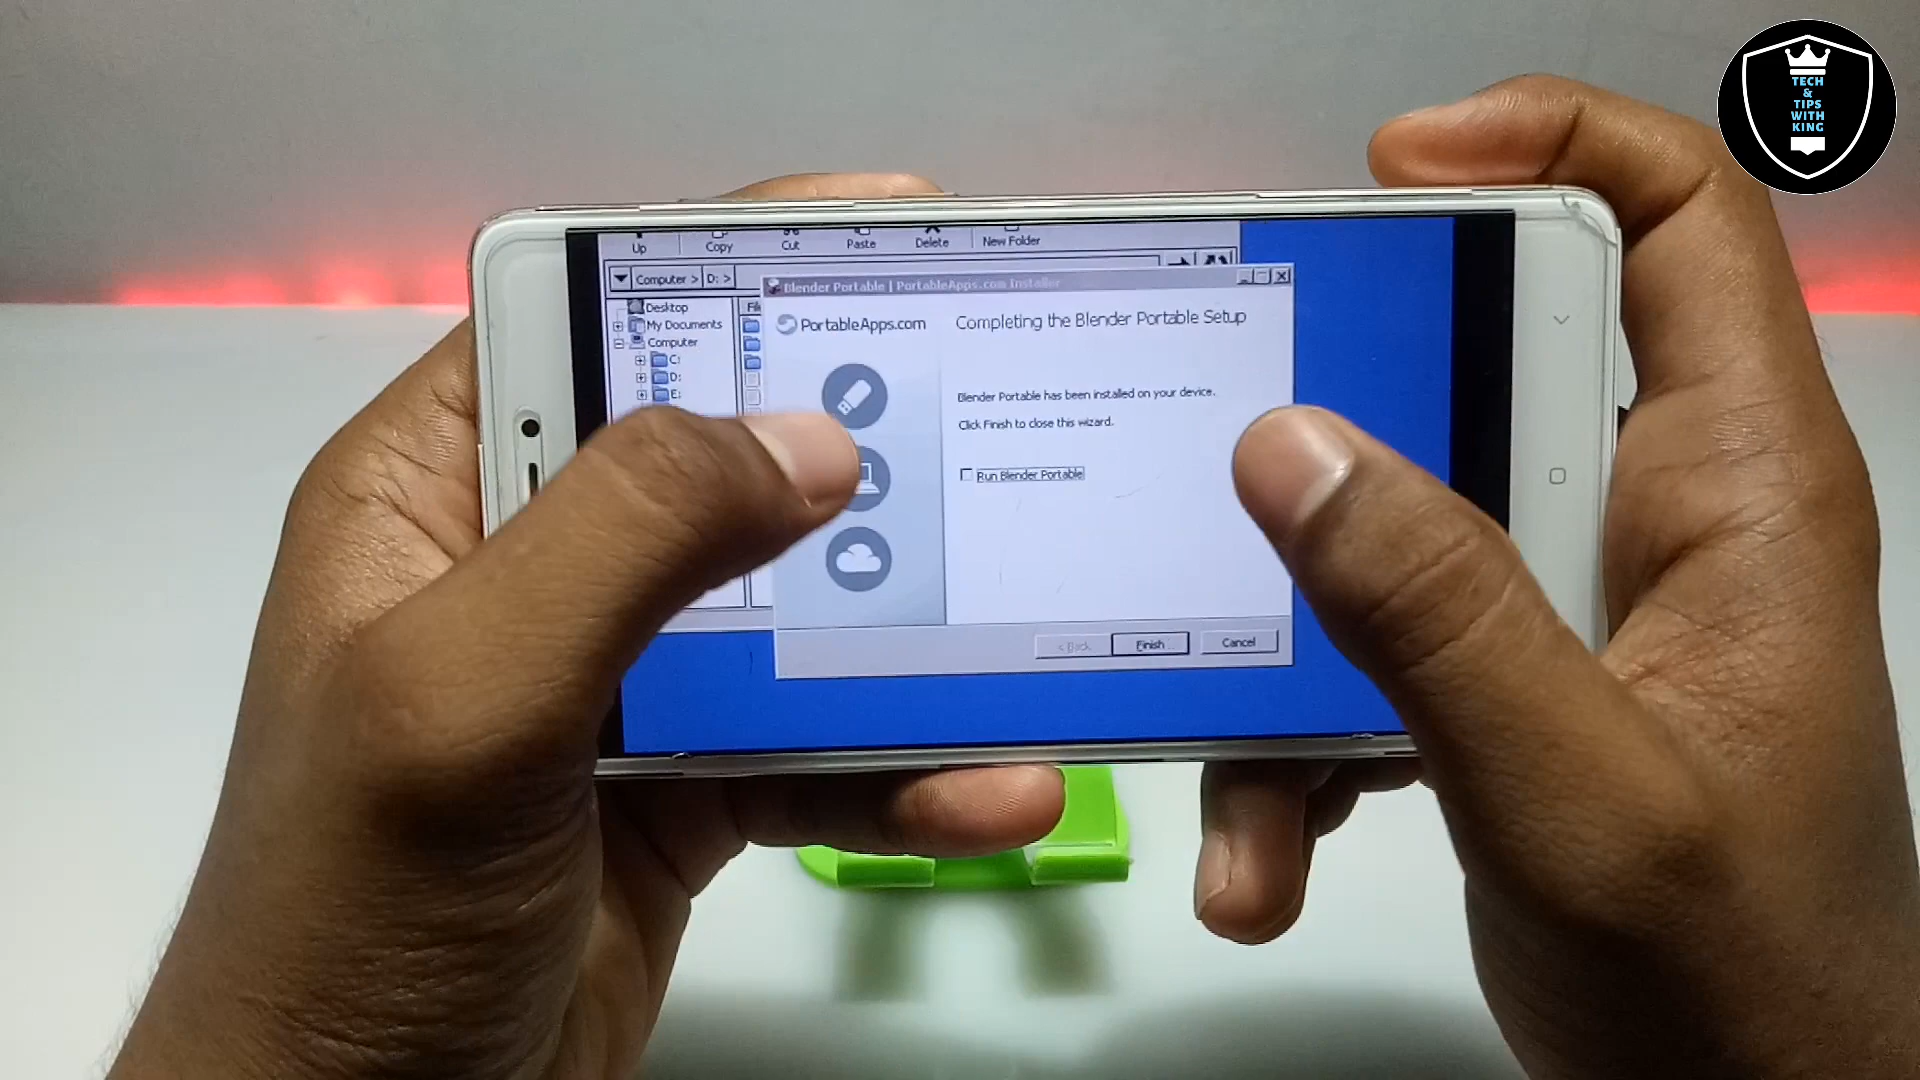 TECH
&
TIPS
WITH
KING
Up
Copy
Cut
Paste
Delete
New Folder
Computer > D: >
Blender Portable | PortableApps.com Installer
Desktop
My Documents
Computer
C:
D:
E:
PortableApps.com
Completing the Blender Portable Setup
Blender Portable has been installed on your device.
Click Finish to close this wizard.
Run Blender Portable
< Back
Finish
Cancel